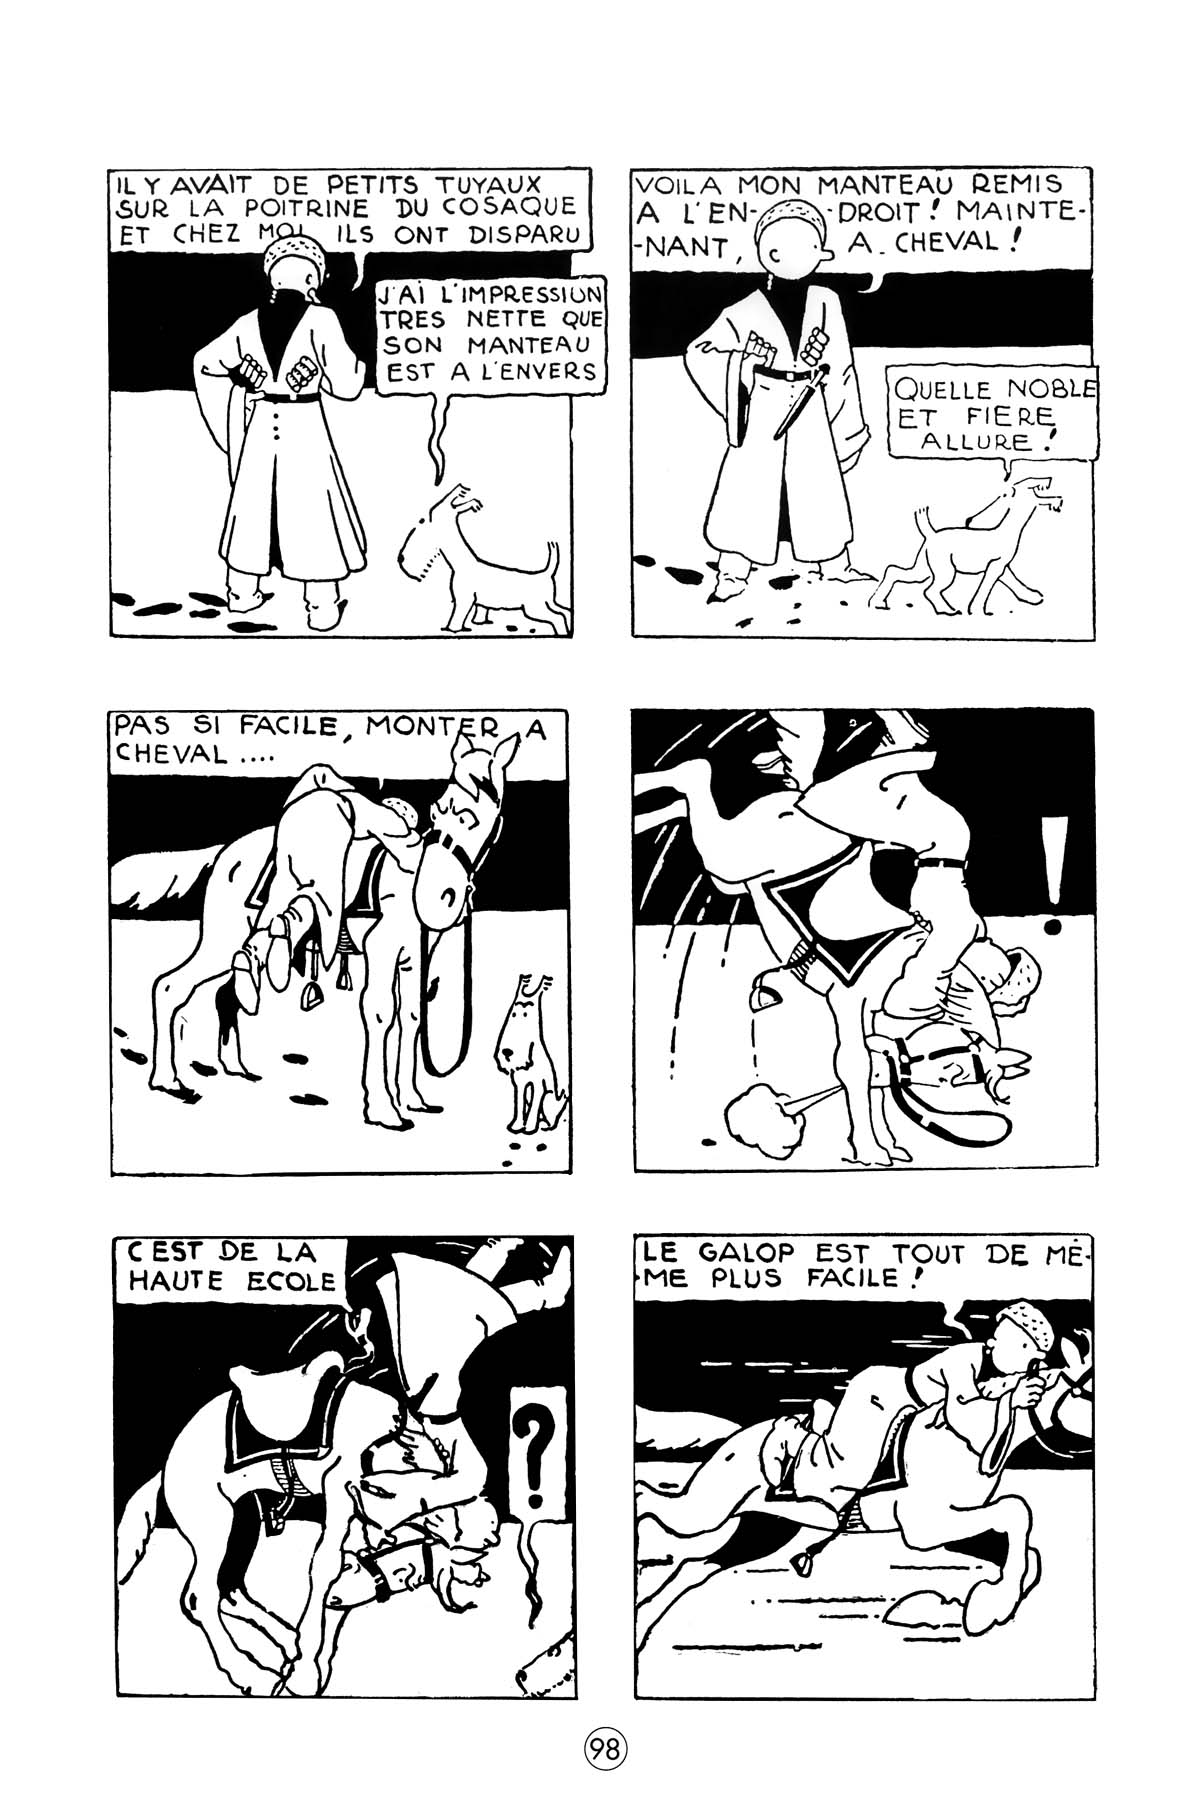 IL Y AVAIT DE PETITS TUYAUX
SUR LA POITRINE DU COSAQUE
ET CHEZ MOI ILS ONT DISPARU
J'AI L'IMPRESSION
TRES NETTE QUE
SON MANTEAU
EST A L'ENVERS
VOILA MON MANTEAU REMIS
A L'EN- -DROIT! MAINTE-
-NANT, A. CHEVAL!
QUELLE NOBLE
ET FIERE
ALLURE!
PAS SI FACILE, MONTER A
CHEVAL ....
!
C'EST DE LA
HAUTE ECOLE
?
LE GALOP EST TOUT DE MÊ-
-ME PLUS FACILE!
98